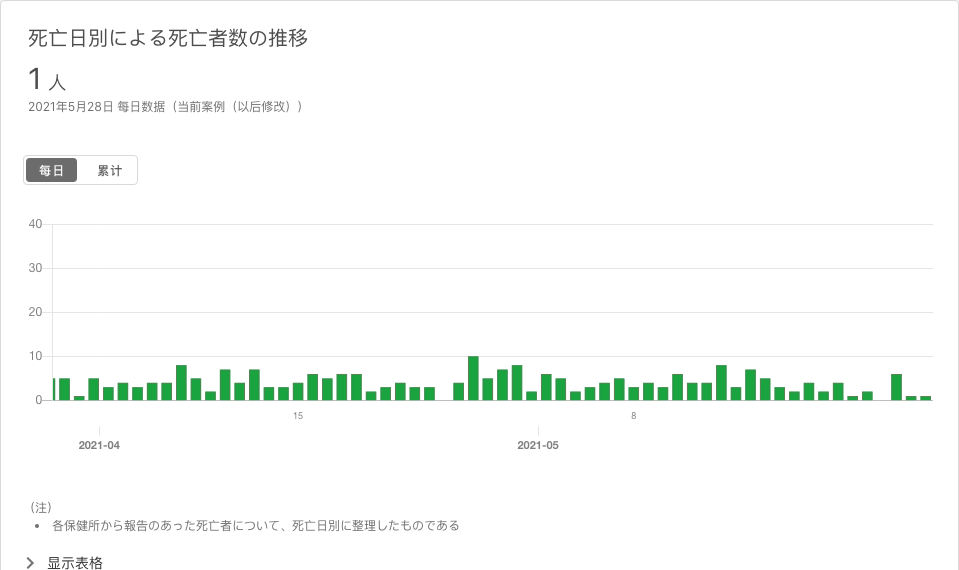 死亡日別による死亡者数の推移
1 人
2021年5月28日 每日数据（当前案例（以后修改））
每日 累计
40
30
20
10
0
15 8
2021-04 2021-05
（注）
• 各保健所から報告のあった死亡者について、死亡日別に整理したものである
显示表格